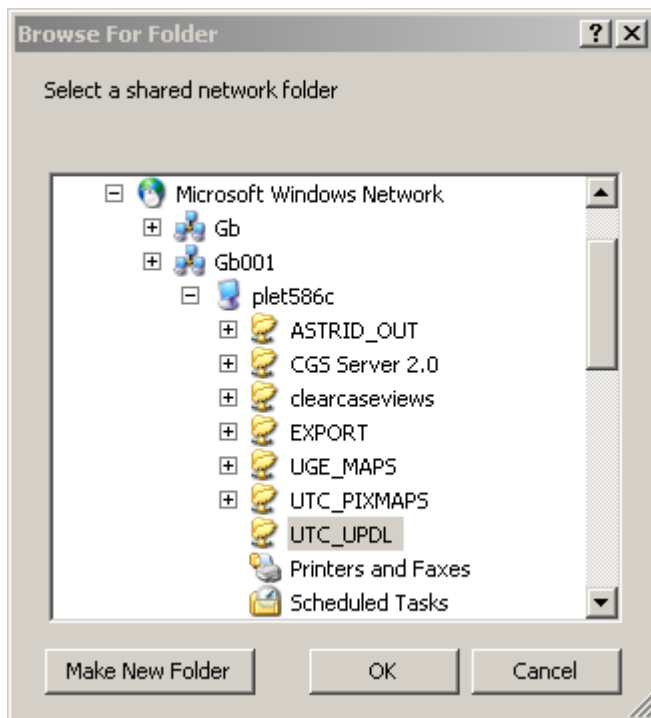 Browse For Folder
Select a shared network folder
Microsoft Windows Network
Gb
Gb001
plet586c
ASTRID_OUT
CGS Server 2.0
clearcaseviews
EXPORT
UGE_MAPS
UTC_PIXMAPS
UTC_UPDL
Printers and Faxes
Scheduled Tasks
Make New Folder OK Cancel